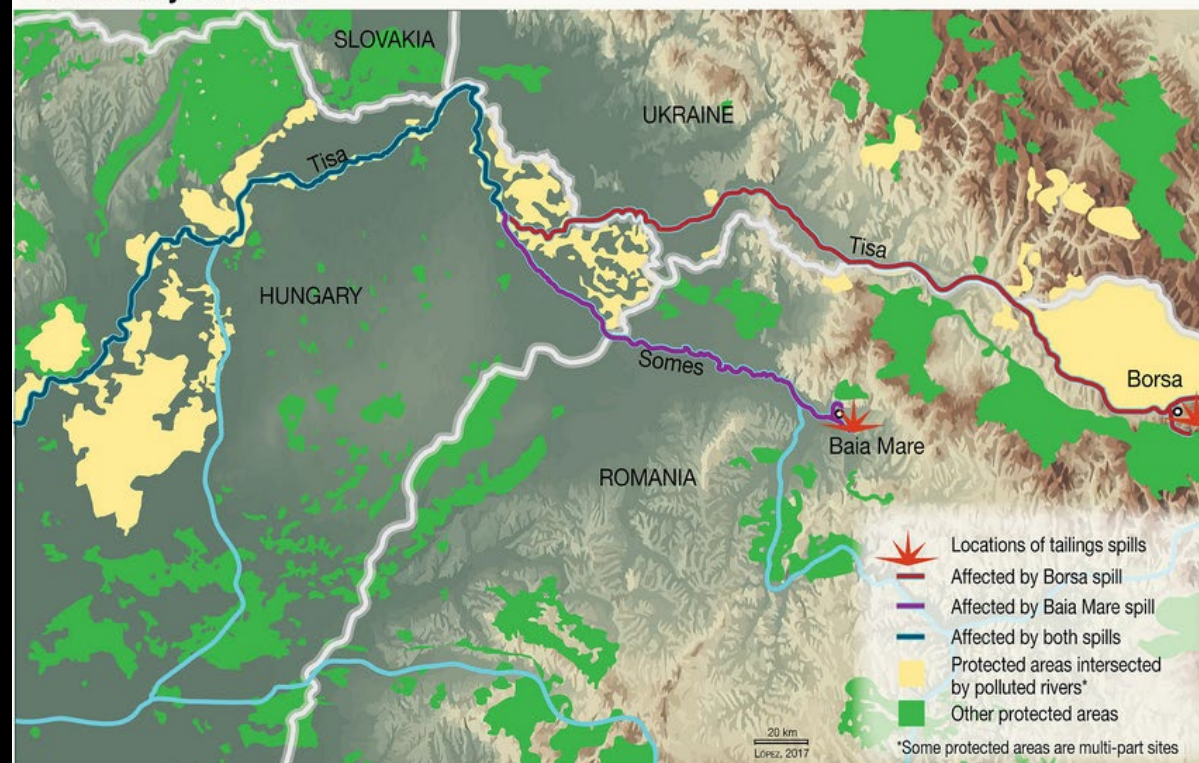 SLOVAKIA
UKRAINE
Tisa
Tisa
HUNGARY
Somes
Borsa
Baia Mare
ROMANIA
Locations of tailings spills
Affected by Borsa spill
Affected by Baia Mare spill
Affected by both spills
Protected areas intersected
by polluted rivers*
Other protected areas
20 km
LÓPEZ, 2017
*Some protected areas are multi-part sites